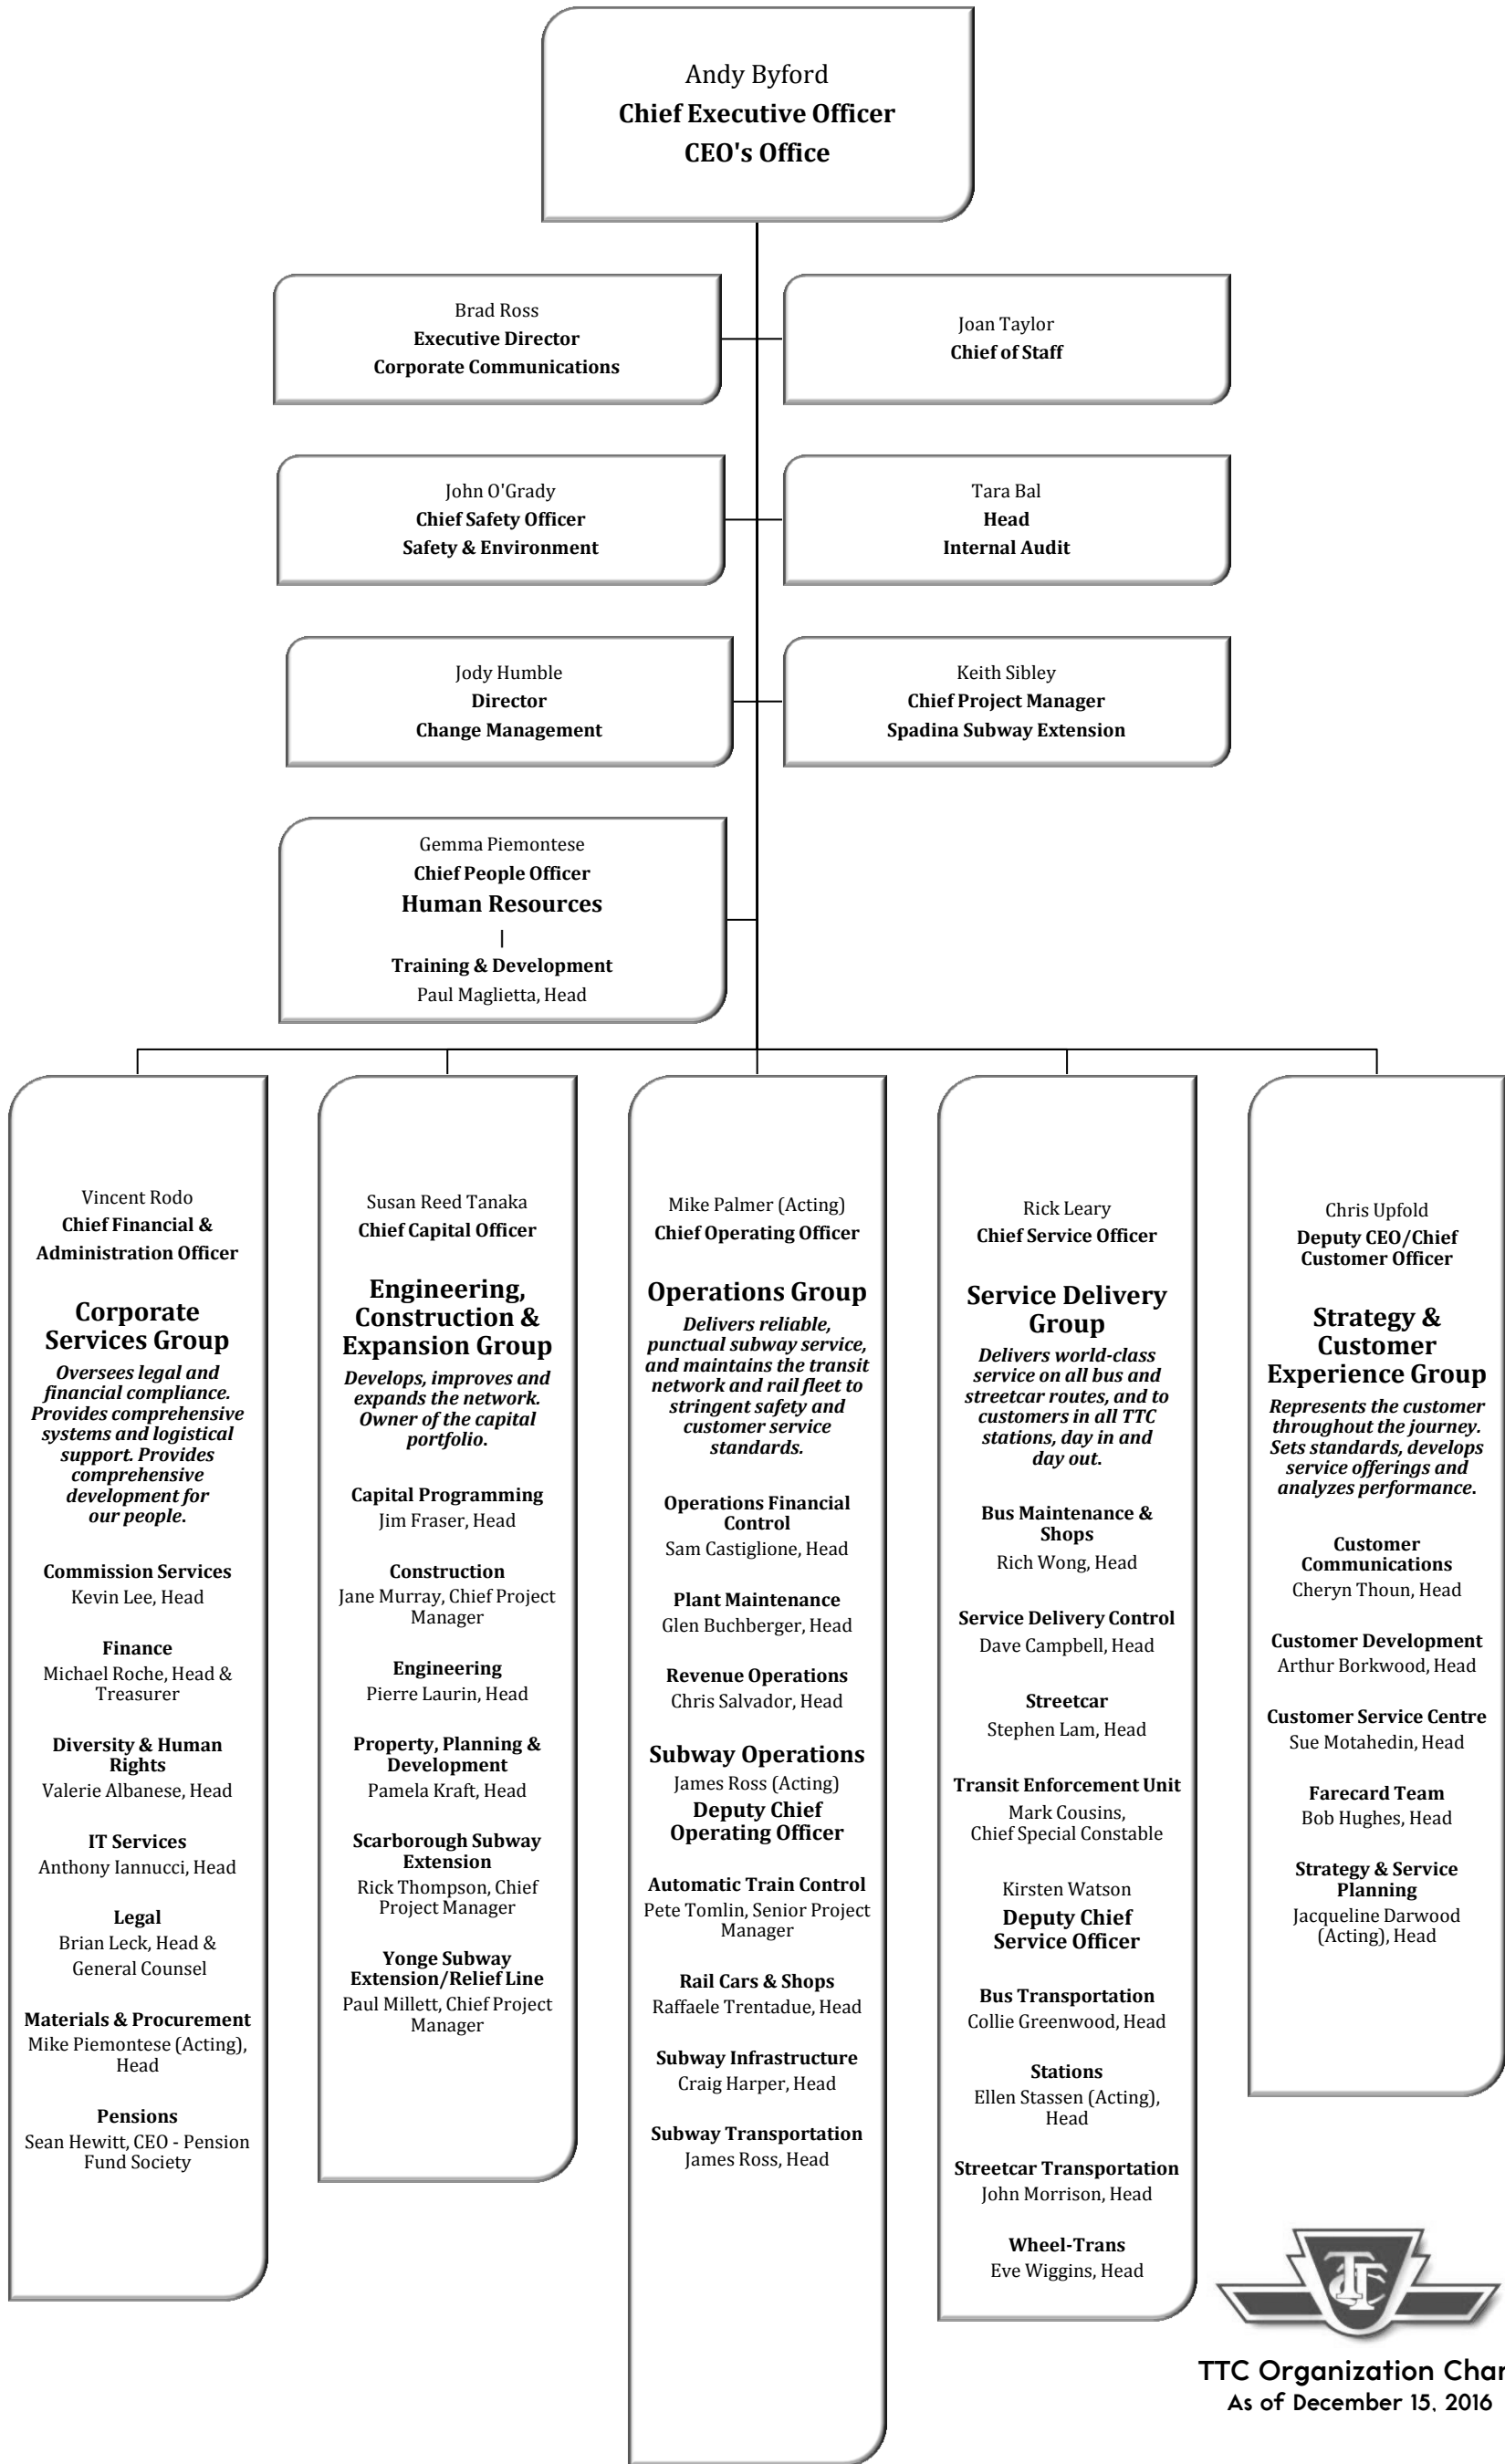 Andy Byford
Chief Executive Officer
CEO's Office
Brad Ross
Executive Director
Corporate Communications
Joan Taylor
Chief of Staff
John O'Grady
Chief Safety Officer
Safety & Environment
Tara Bal
Head
Internal Audit
Jody Humble
Director
Change Management
Keith Sibley
Chief Project Manager
Spadina Subway Extension
Gemma Piemontese
Chief People Officer
Human Resources
|
Training & Development
Paul Maglietta, Head
Vincent Rodo
Chief Financial &
Administration Officer
Corporate
Services Group
Oversees legal and
financial compliance.
Provides comprehensive
systems and logistical
support. Provides
comprehensive
development for
our people.
Commission Services
Kevin Lee, Head
Finance
Michael Roche, Head &
Treasurer
Diversity & Human
Rights
Valerie Albanese, Head
IT Services
Anthony Iannucci, Head
Legal
Brian Leck, Head &
General Counsel
Materials & Procurement
Mike Piemontese (Acting),
Head
Pensions
Sean Hewitt, CEO - Pension
Fund Society
Susan Reed Tanaka
Chief Capital Officer
Engineering,
Construction &
Expansion Group
Develops, improves and
expands the network.
Owner of the capital
portfolio.
Capital Programming
Jim Fraser, Head
Construction
Jane Murray, Chief Project
Manager
Engineering
Pierre Laurin, Head
Property, Planning &
Development
Pamela Kraft, Head
Scarborough Subway
Extension
Rick Thompson, Chief
Project Manager
Yonge Subway
Extension/Relief Line
Paul Millett, Chief Project
Manager
Mike Palmer (Acting)
Chief Operating Officer
Operations Group
Delivers reliable,
punctual subway service,
and maintains the transit
network and rail fleet to
stringent safety and
customer service
standards.
Operations Financial
Control
Sam Castiglione, Head
Plant Maintenance
Glen Buchberger, Head
Revenue Operations
Chris Salvador, Head
Subway Operations
James Ross (Acting)
Deputy Chief
Operating Officer
Automatic Train Control
Pete Tomlin, Senior Project
Manager
Rail Cars & Shops
Raffaele Trentadue, Head
Subway Infrastructure
Craig Harper, Head
Subway Transportation
James Ross, Head
Rick Leary
Chief Service Officer
Service Delivery
Group
Delivers world-class
service on all bus and
streetcar routes, and to
customers in all TTC
stations, day in and
day out.
Bus Maintenance &
Shops
Rich Wong, Head
Service Delivery Control
Dave Campbell, Head
Streetcar
Stephen Lam, Head
Transit Enforcement Unit
Mark Cousins,
Chief Special Constable
Kirsten Watson
Deputy Chief
Service Officer
Bus Transportation
Collie Greenwood, Head
Stations
Ellen Stassen (Acting),
Head
Streetcar Transportation
John Morrison, Head
Wheel-Trans
Eve Wiggins, Head
Chris Upfold
Deputy CEO/Chief
Customer Officer
Strategy &
Customer
Experience Group
Represents the customer
throughout the journey.
Sets standards, develops
service offerings and
analyzes performance.
Customer
Communications
Cheryn Thoun, Head
Customer Development
Arthur Borkwood, Head
Customer Service Centre
Sue Motahedin, Head
Farecard Team
Bob Hughes, Head
Strategy & Service
Planning
Jacqueline Darwood
(Acting), Head
TTC
TTC Organization Char
As of December 15, 2016